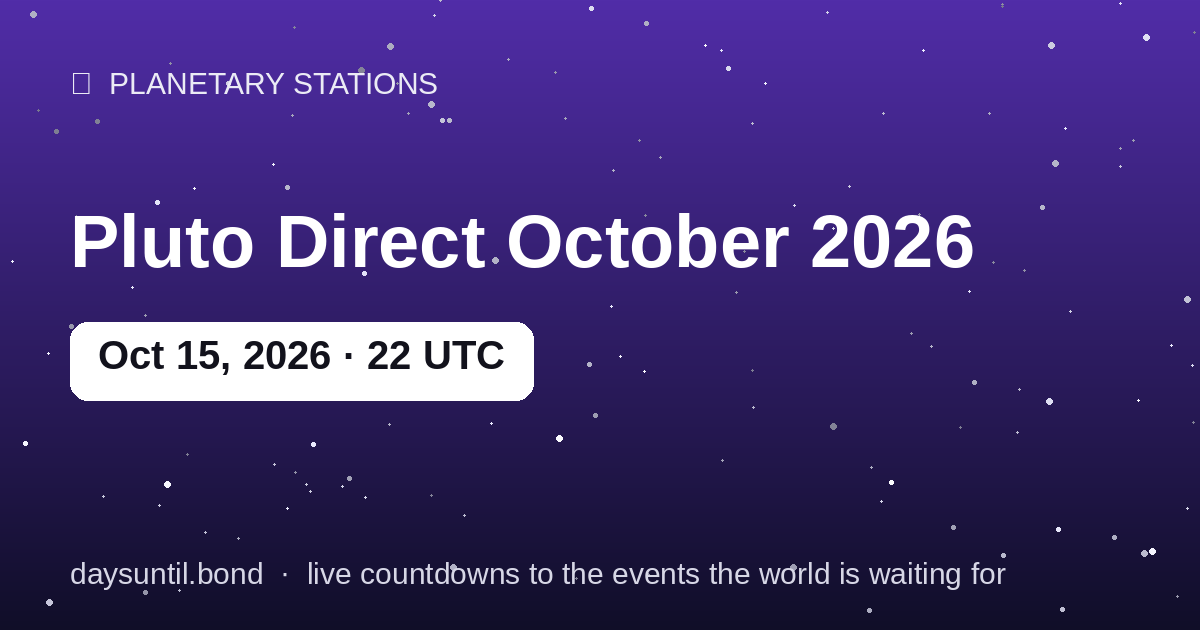 PLANETARY STATIONS
Pluto Direct October 2026
Oct 15, 2026 · 22 UTC
daysuntil.bond · live countdowns to the events the world is waiting for